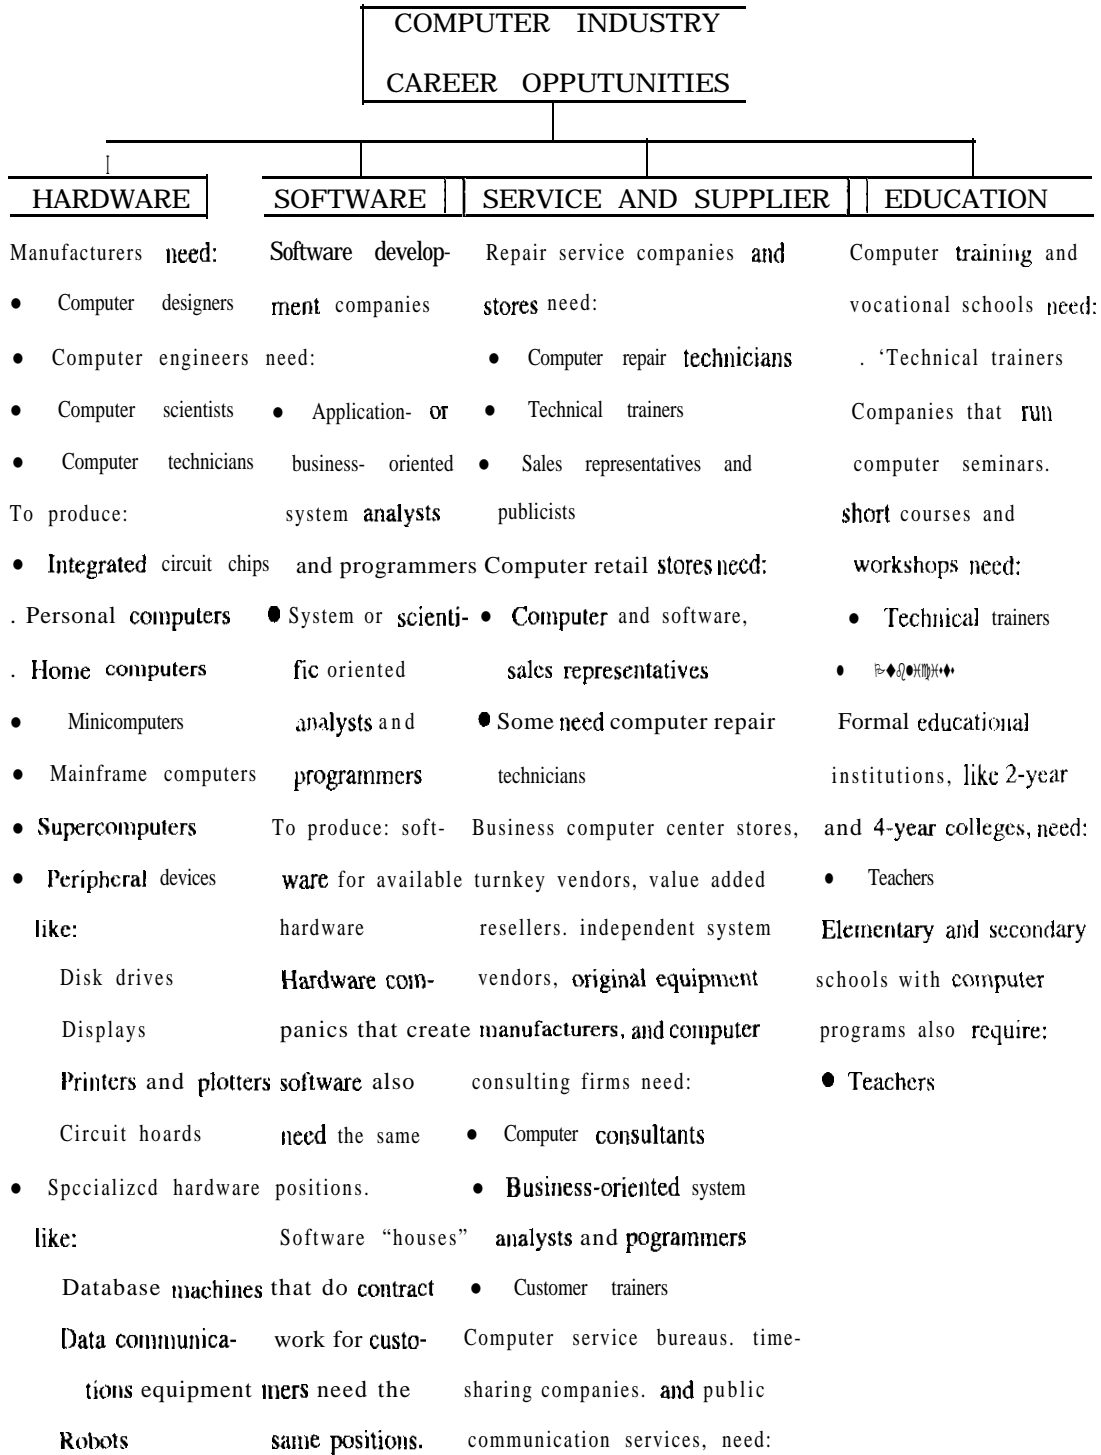 COMPUTER INDUSTRY
CAREER OPPUTUNITIES
HARDWARE
Manufacturers need:
• Computer designers
• Computer engineers
• Computer scientists
• Computer technicians
To produce:
• Integrated circuit chips
. Personal computers
. Home computers
• Minicomputers
• Mainframe computers
• Supercomputers
• Peripheral devices
like:
Disk drives
Displays
Printers and plotters
Circuit hoards
• Spccializcd hardware positions.
like:
Database machines
Data communica-
tions equipment
Robots
SOFTWARE
Software develop-
ment companies
need:
• Application- or
business- oriented
system analysts
and programmers
• System or scienti-
fic oriented
analysts and
programmers
To produce: soft-
ware for available
hardware
Hardware com-
panics that create
software also
need the same
Software “houses”
that do contract
work for custo-
mers need the
same positions.
SERVICE AND SUPPLIER
Repair service companies and
stores need:
• Computer repair technicians
• Technical trainers
• Sales representatives and
publicists
Computer retail stores need:
• Computer and software,
sales representatives
• Some need computer repair
technicians
Business computer center stores,
turnkey vendors, value added
resellers. independent system
vendors, original equipment
manufacturers, and computer
consulting firms need:
• Computer consultants
• Business-oriented system
analysts and pogrammers
• Customer trainers
Computer service bureaus. time-
sharing companies. and public
communication services, need:
EDUCATION
Computer training and
vocational schools need:
. ‘Technical trainers
Companies that run
computer seminars.
short courses and
workshops need:
• Technical trainers
•
Formal educational
institutions, like 2-year
and 4-year colleges, need:
• Teachers
Elementary and secondary
schools with computer
programs also require:
• Teachers